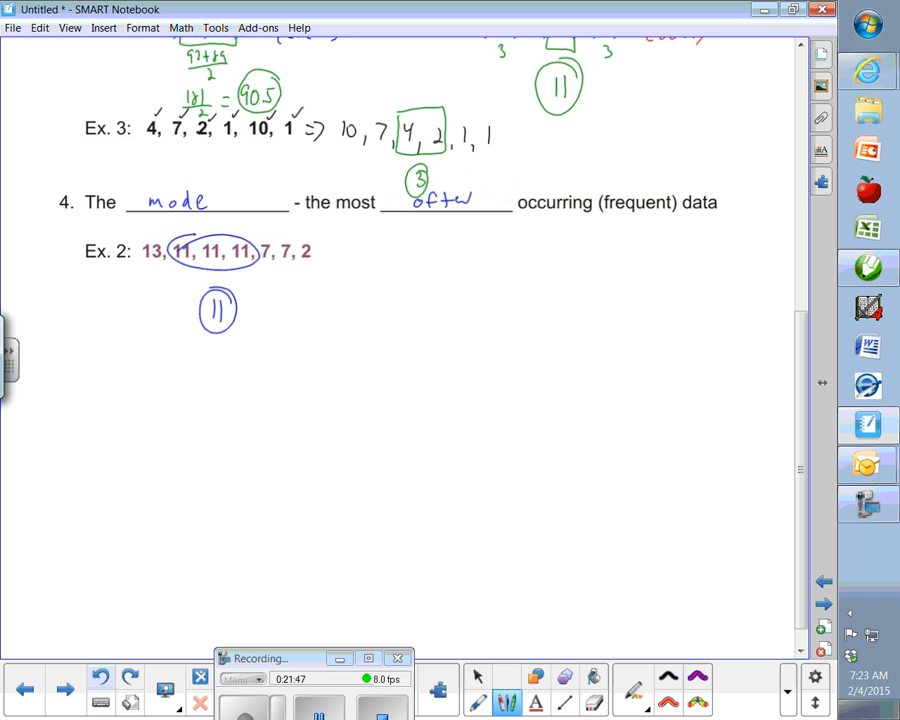 Untitled * - SMART Notebook
File Edit View Insert Format Math Tools Add-ons Help
3 3
181/2 = 90.5
11
Ex. 3: 4, 7, 2, 1, 10, 1 => 10, 7, 4, 2, 1, 1
3
4. The mode - the most often occurring (frequent) data
Ex. 2: 13, 11, 11, 11, 7, 7, 2
11
Recording...
Menu 0:21:47 8.0 fps
7:23 AM
2/4/2015